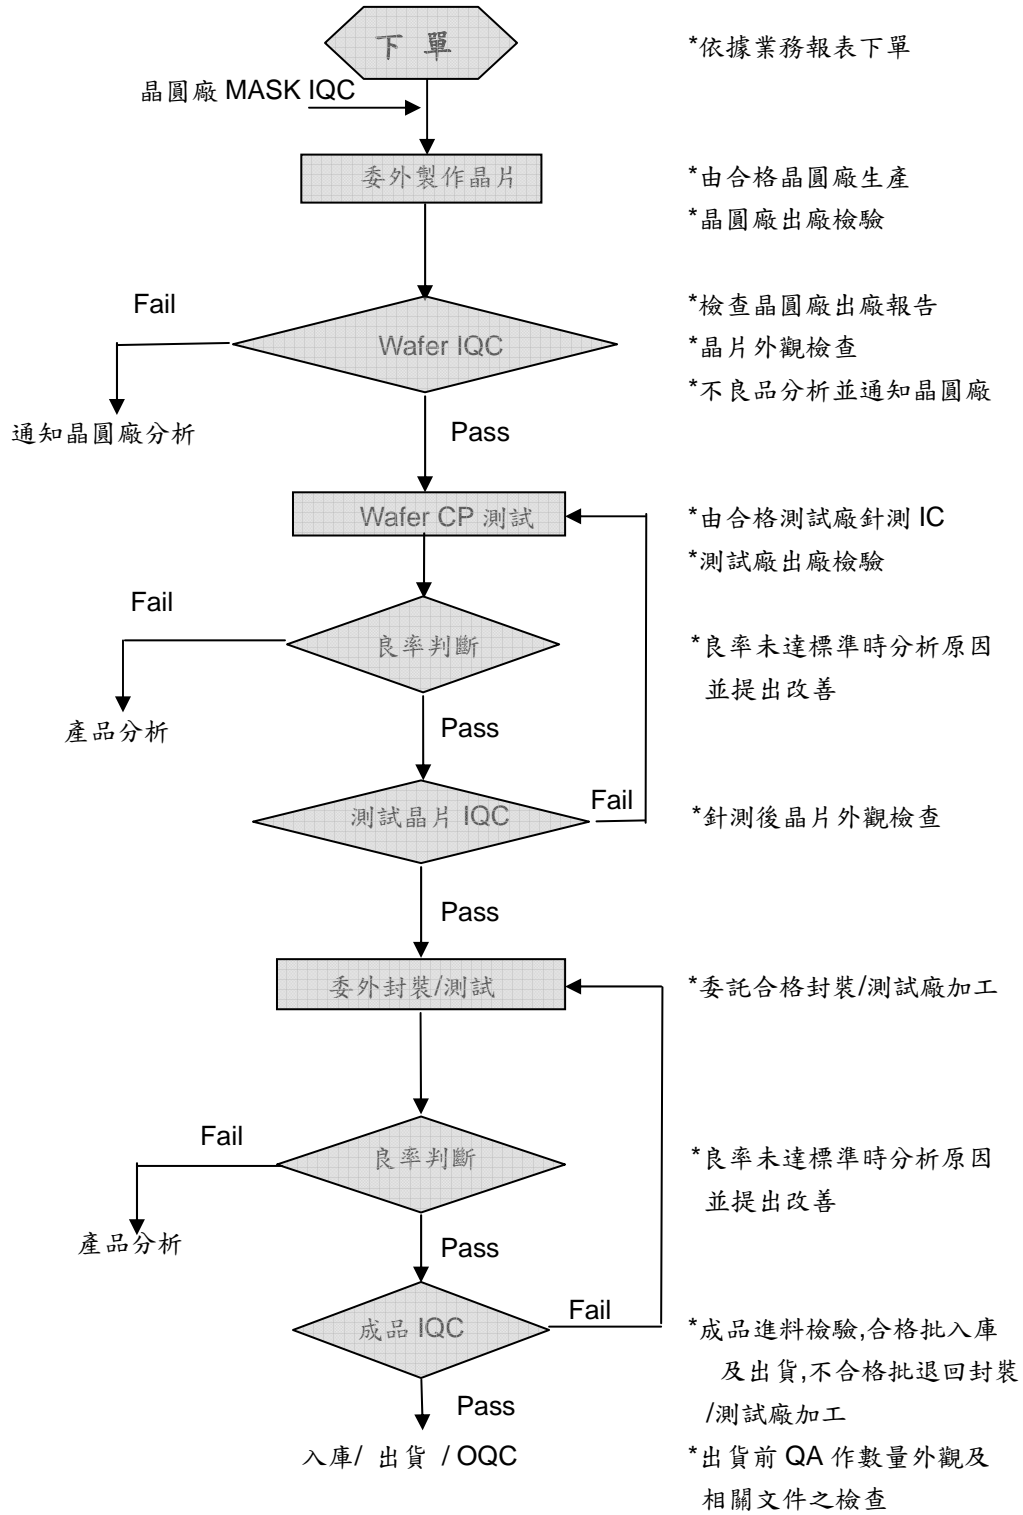 下 單
*依據業務報表下單
晶圓廠 MASK IQC
委外製作晶片
*由合格晶圓廠生產
*晶圓廠出廠檢驗
Fail
*檢查晶圓廠出廠報告
Wafer IQC
*晶片外觀檢查
*不良品分析並通知晶圓廠
通知晶圓廠分析
Pass
Wafer CP 測試
*由合格測試廠針測 IC
*測試廠出廠檢驗
Fail
良率判斷
*良率未達標準時分析原因
並提出改善
產品分析
Pass
測試晶片 IQC
Fail
*針測後晶片外觀檢查
Pass
委外封裝/測試
*委託合格封裝/測試廠加工
Fail
良率判斷
*良率未達標準時分析原因
並提出改善
產品分析
Pass
成品 IQC
Fail
*成品進料檢驗,合格批入庫
及出貨,不合格批退回封裝
/測試廠加工
Pass
入庫/ 出貨 / OQC
*出貨前 QA 作數量外觀及
相關文件之檢查